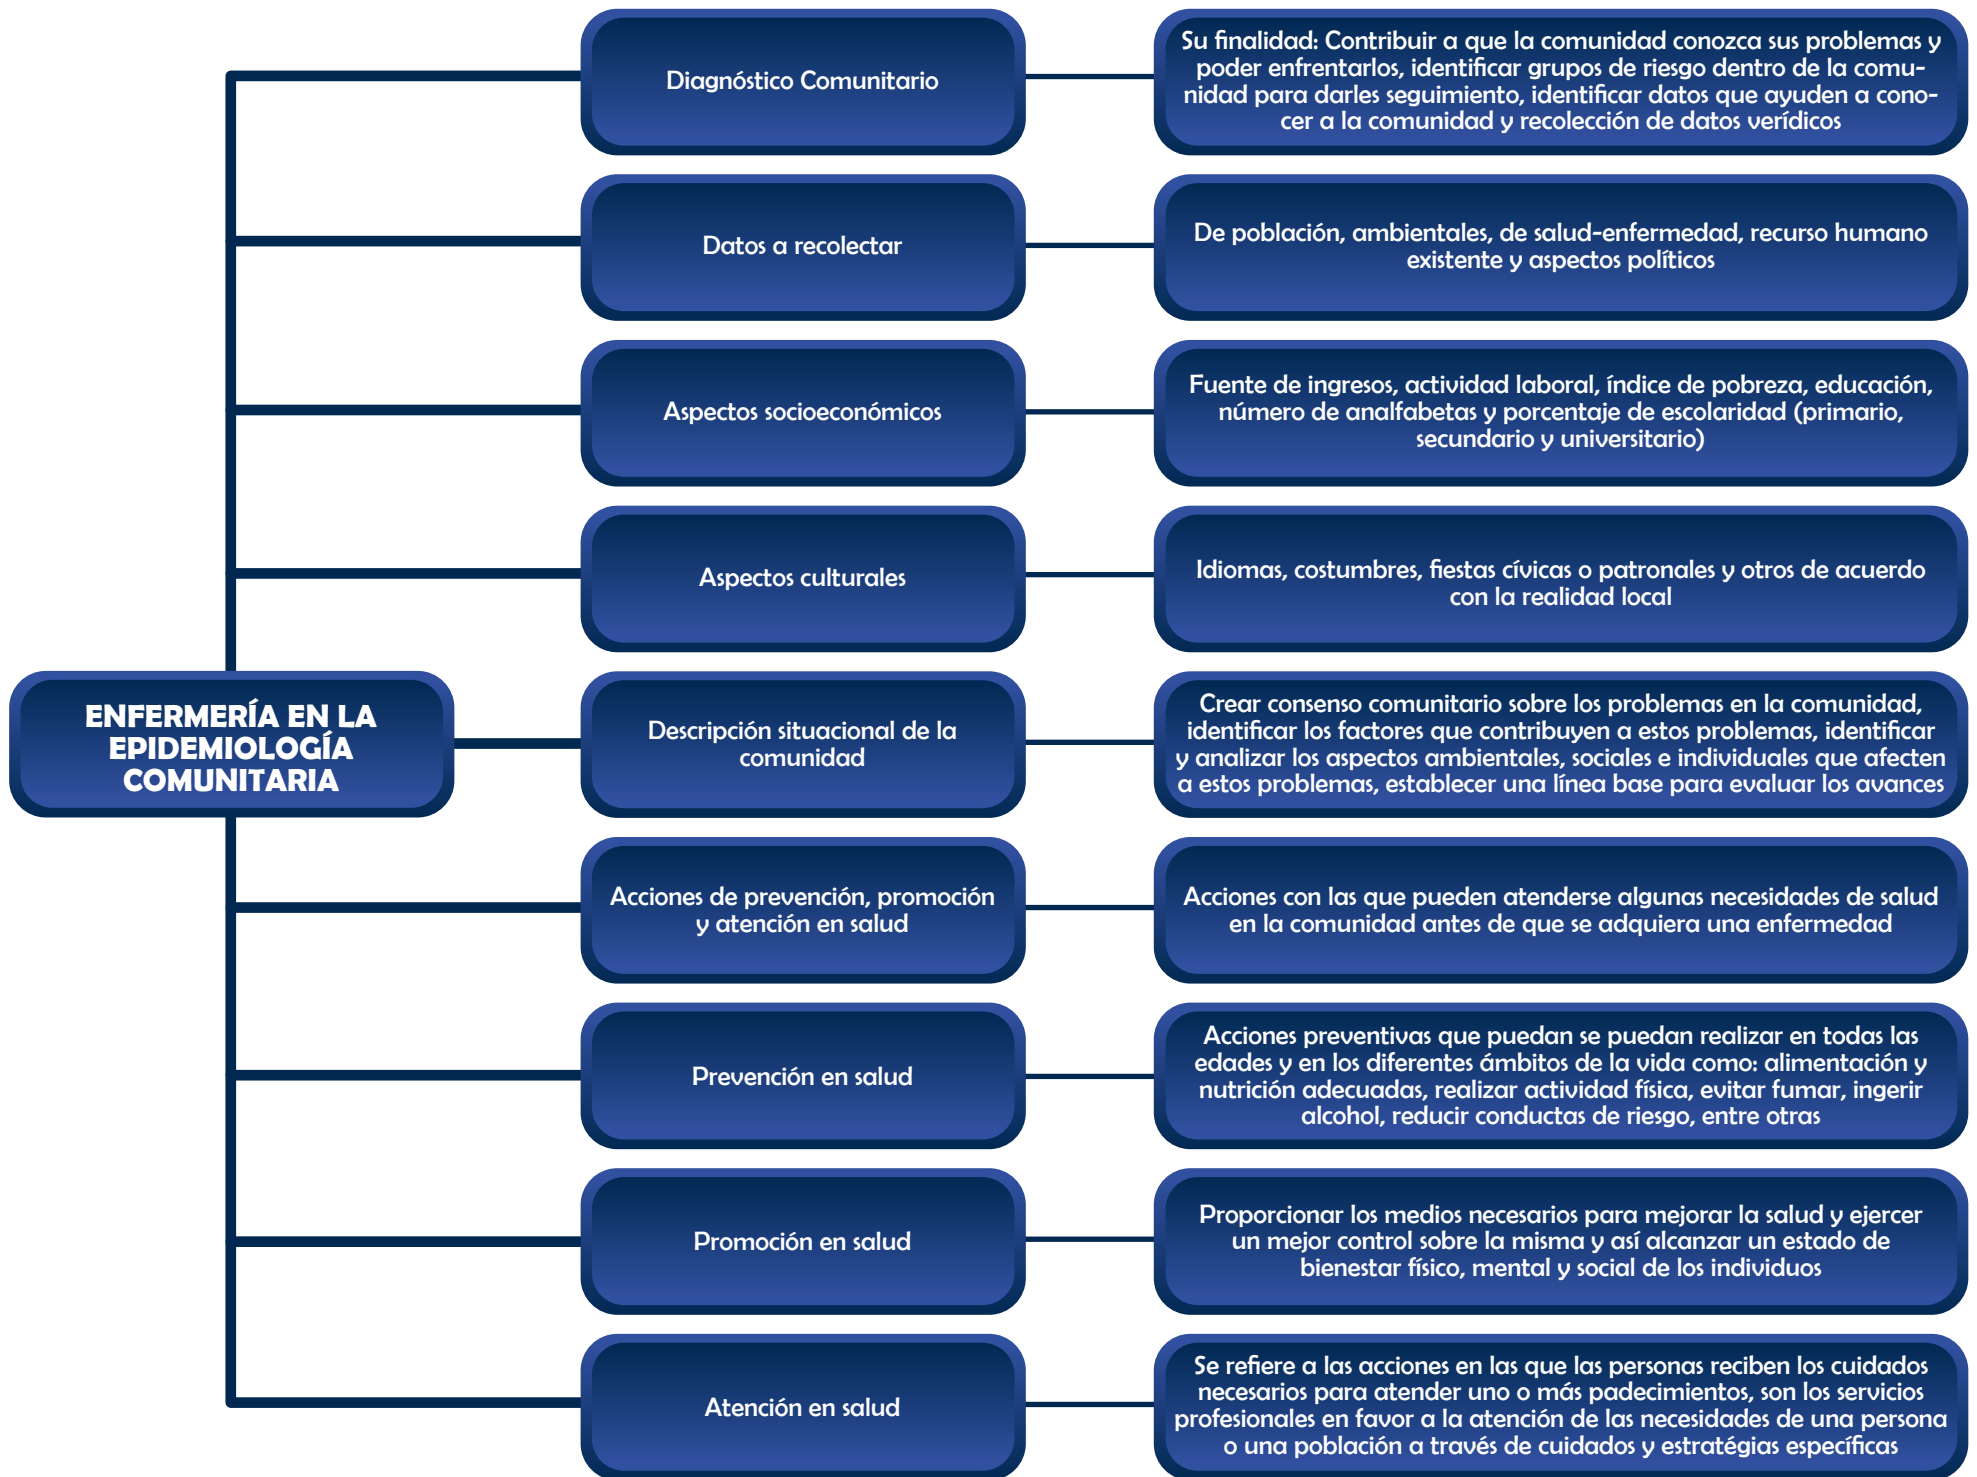 Diagnóstico Comunitario
Su finalidad: Contribuir a que la comunidad conozca sus problemas y
poder enfrentarlos, identificar grupos de riesgo dentro de la comu-
nidad para darles seguimiento, identificar datos que ayuden a cono-
cer a la comunidad y recolección de datos verídicos
Datos a recolectar
De población, ambientales, de salud-enfermedad, recurso humano
existente y aspectos políticos
Aspectos socioeconómicos
Fuente de ingresos, actividad laboral, índice de pobreza, educación,
número de analfabetas y porcentaje de escolaridad (primario,
secundario y universitario)
Aspectos culturales
Idiomas, costumbres, fiestas cívicas o patronales y otros de acuerdo
con la realidad local
ENFERMERÍA EN LA
EPIDEMIOLOGÍA
COMUNITARIA
Descripción situacional de la
comunidad
Crear consenso comunitario sobre los problemas en la comunidad,
identificar los factores que contribuyen a estos problemas, identificar
y analizar los aspectos ambientales, sociales e individuales que afecten
a estos problemas, establecer una línea base para evaluar los avances
Acciones de prevención, promoción
y atención en salud
Acciones con las que pueden atenderse algunas necesidades de salud
en la comunidad antes de que se adquiera una enfermedad
Prevención en salud
Acciones preventivas que puedan se puedan realizar en todas las
edades y en los diferentes ámbitos de la vida como: alimentación y
nutrición adecuadas, realizar actividad física, evitar fumar, ingerir
alcohol, reducir conductas de riesgo, entre otras
Promoción en salud
Proporcionar los medios necesarios para mejorar la salud y ejercer
un mejor control sobre la misma y así alcanzar un estado de
bienestar físico, mental y social de los individuos
Atención en salud
Se refiere a las acciones en las que las personas reciben los cuidados
necesarios para atender uno o más padecimientos, son los servicios
profesionales en favor a la atención de las necesidades de una persona
o una población a través de cuidados y estratégias específicas